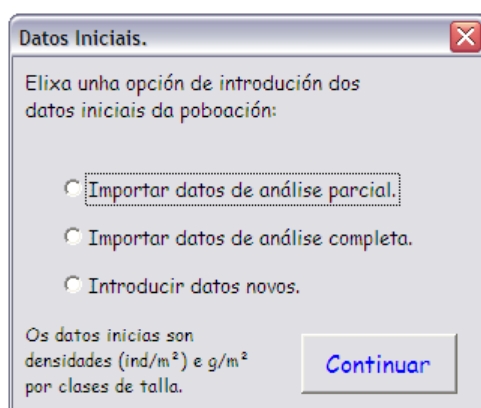 Datos Iniciais.
Elixa unha opción de introdución dos
datos iniciais da poboación:
Importar datos de análise parcial.
Importar datos de análise completa.
Introducir datos novos.
Os datos inicias son
densidades (ind/m²) e g/m²
por clases de talla.
Continuar